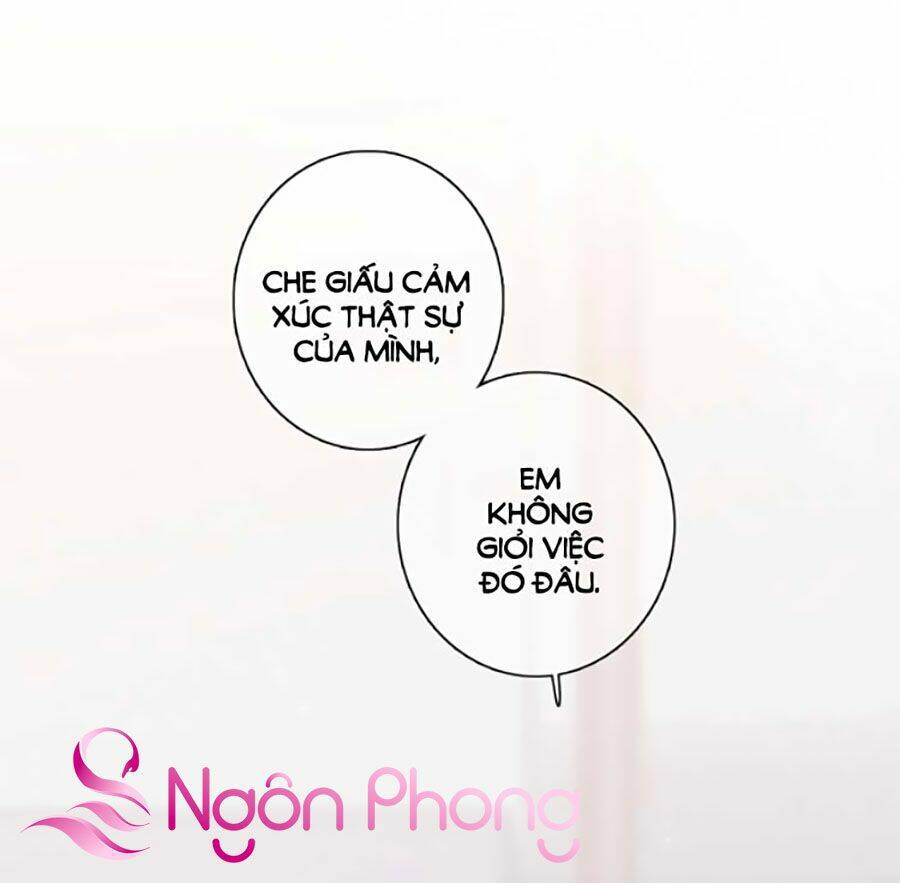 CHE GIẤU CẢM
XÚC THẬT SỰ
CỦA MÌNH,
EM
KHÔNG
GIỎI VIỆC
ĐÓ ĐÂU.
Ngôn Phong